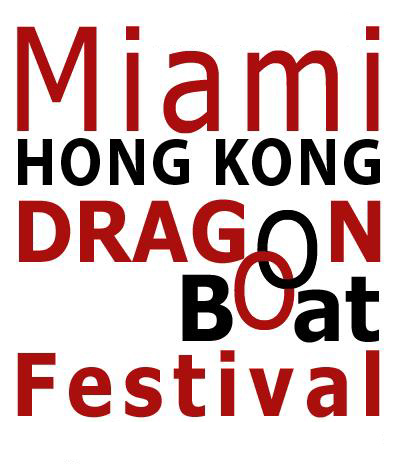 Miami
HONG KONG
DRAGON
BOat
Festival